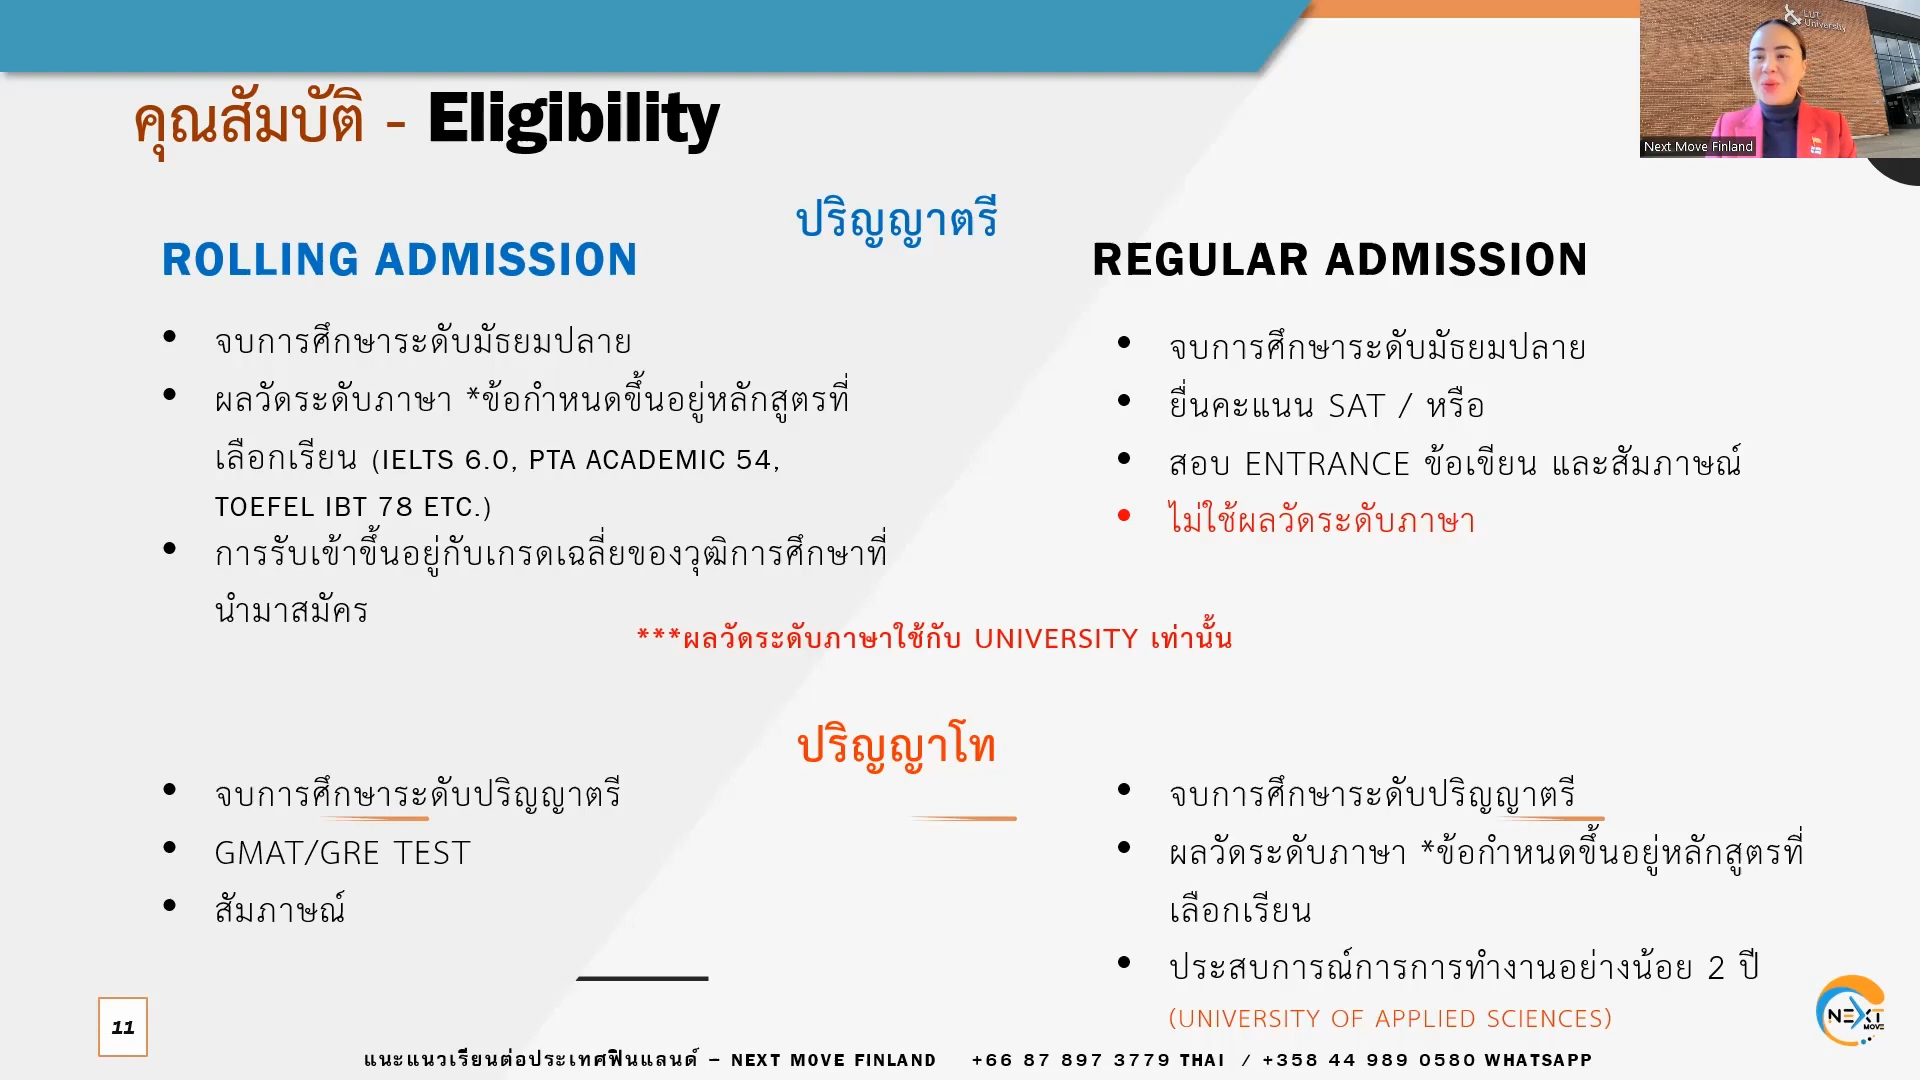 LUT
University
Next Move Finland
คุณสัมบัติ - Eligibility
ปริญญาตรี
ROLLING ADMISSION
• จบการศึกษาระดับมัธยมปลาย
• ผลวัดระดับภาษา *ข้อกำหนดขึ้นอยู่หลักสูตรที่
เลือกเรียน (IELTS 6.0, PTA ACADEMIC 54,
TOEFEL IBT 78 ETC.)
• การรับเข้าขึ้นอยู่กับเกรดเฉลี่ยของวุฒิการศึกษาที่
นำมาสมัคร
REGULAR ADMISSION
• จบการศึกษาระดับมัธยมปลาย
• ยื่นคะแนน SAT / หรือ
• สอบ ENTRANCE ข้อเขียน และสัมภาษณ์
• ไม่ใช้ผลวัดระดับภาษา
***ผลวัดระดับภาษาใช้กับ UNIVERSITY เท่านั้น
ปริญญาโท
• จบการศึกษาระดับปริญญาตรี
• GMAT/GRE TEST
• สัมภาษณ์
• จบการศึกษาระดับปริญญาตรี
• ผลวัดระดับภาษา *ข้อกำหนดขึ้นอยู่หลักสูตรที่
เลือกเรียน
• ประสบการณ์การการทำงานอย่างน้อย 2 ปี
(UNIVERSITY OF APPLIED SCIENCES)
NEXT
MOVE
11
แนะแนวเรียนต่อประเทศฟินแลนด์ – NEXT MOVE FINLAND +66 87 897 3779 THAI / +358 44 989 0580 WHATSAPP